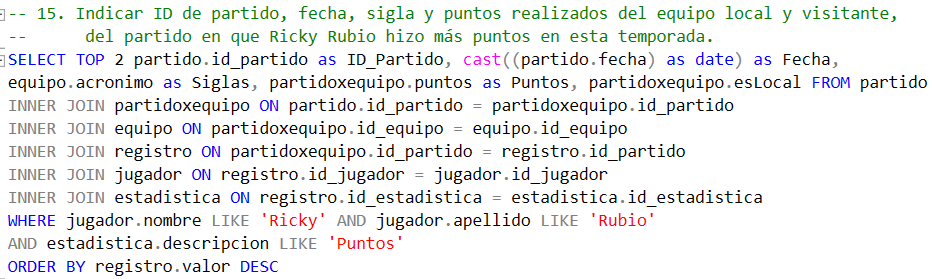 -- 15. Indicar ID de partido, fecha, sigla y puntos realizados del equipo local y visitante,
--      del partido en que Ricky Rubio hizo más puntos en esta temporada.
SELECT TOP 2 partido.id_partido as ID_Partido, cast((partido.fecha) as date) as Fecha,
equipo.acronimo as Siglas, partidoxequipo.puntos as Puntos, partidoxequipo.esLocal FROM partido
INNER JOIN partidoxequipo ON partido.id_partido = partidoxequipo.id_partido
INNER JOIN equipo ON partidoxequipo.id_equipo = equipo.id_equipo
INNER JOIN registro ON partidoxequipo.id_partido = registro.id_partido
INNER JOIN jugador ON registro.id_jugador = jugador.id_jugador
INNER JOIN estadistica ON registro.id_estadistica = estadistica.id_estadistica
WHERE jugador.nombre LIKE 'Ricky' AND jugador.apellido LIKE 'Rubio'
AND estadistica.descripcion LIKE 'Puntos'
ORDER BY registro.valor DESC